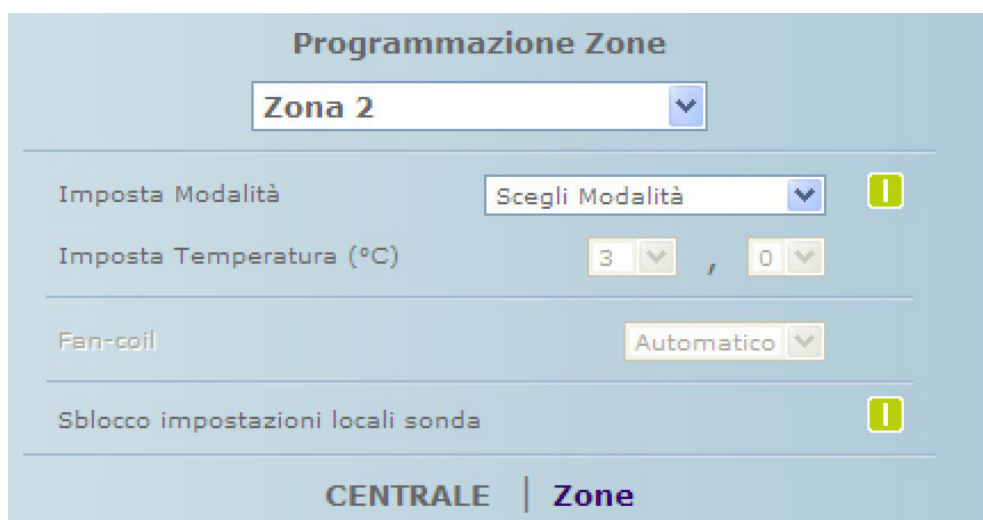 Programmazione Zone
Zona 2
Imposta Modalità Scegli Modalità I
Imposta Temperatura (°C) 3 , 0
Fan-coil Automatico
Sblocco impostazioni locali sonda I
CENTRALE | Zone